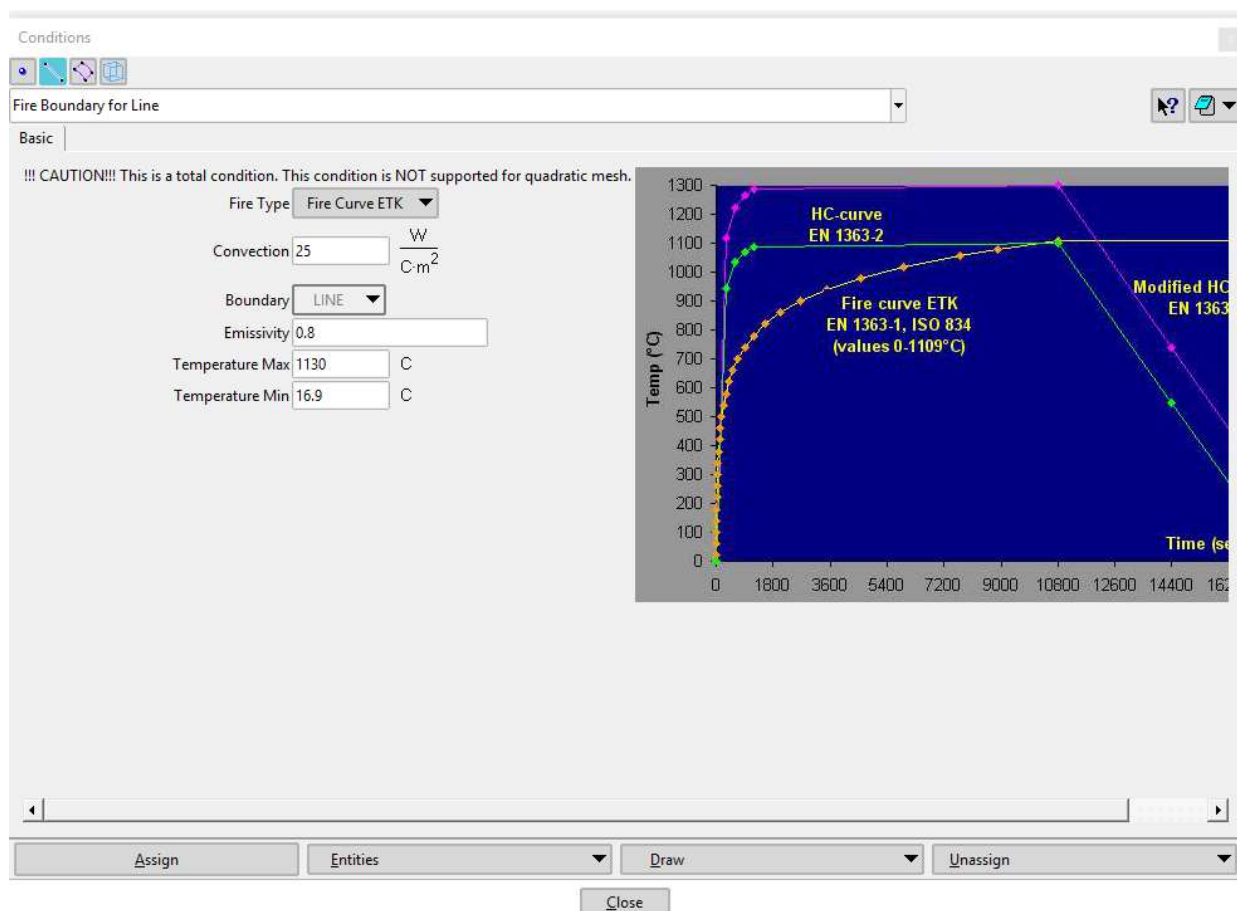 Conditions
Fire Boundary for Line
Basic
!!! CAUTION!!! This is a total condition. This condition is NOT supported for quadratic mesh.
Fire Type Fire Curve ETK
Convection 25 W
C·m²
Boundary LINE
Emissivity 0.8
Temperature Max 1130 C
Temperature Min 16.9 C
1300
1200
1100
1000
900
800
700
600
500
400
300
200
100
0
Temp (°C)
HC-curve
EN 1363-2
Modified HC
EN 1363
Fire curve ETK
EN 1363-1, ISO 834
(values 0-1109°C)
Time (se
0 1800 3600 5400 7200 9000 10800 12600 14400 162
Assign Entities Draw Unassign
Close